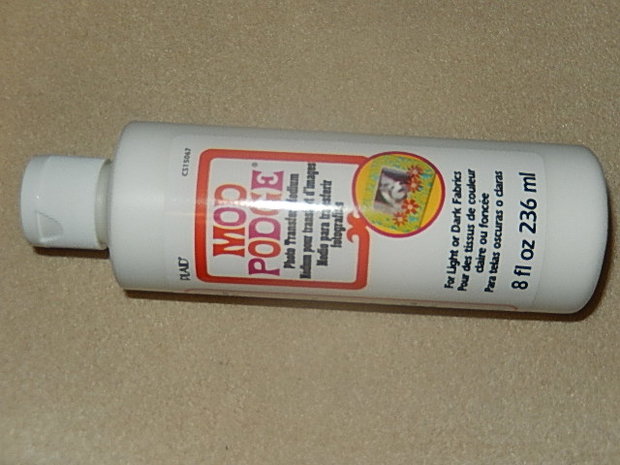 CS15067
PLAID
MOD
PODGE®
Photo Transfer Medium
Médium pour transfert d'images
Medio para transferir
fotografías
For Light or Dark Fabrics
Pour des tissus de couleur
claire ou foncée
Para telas oscuras o claras
8 fl oz 236 ml